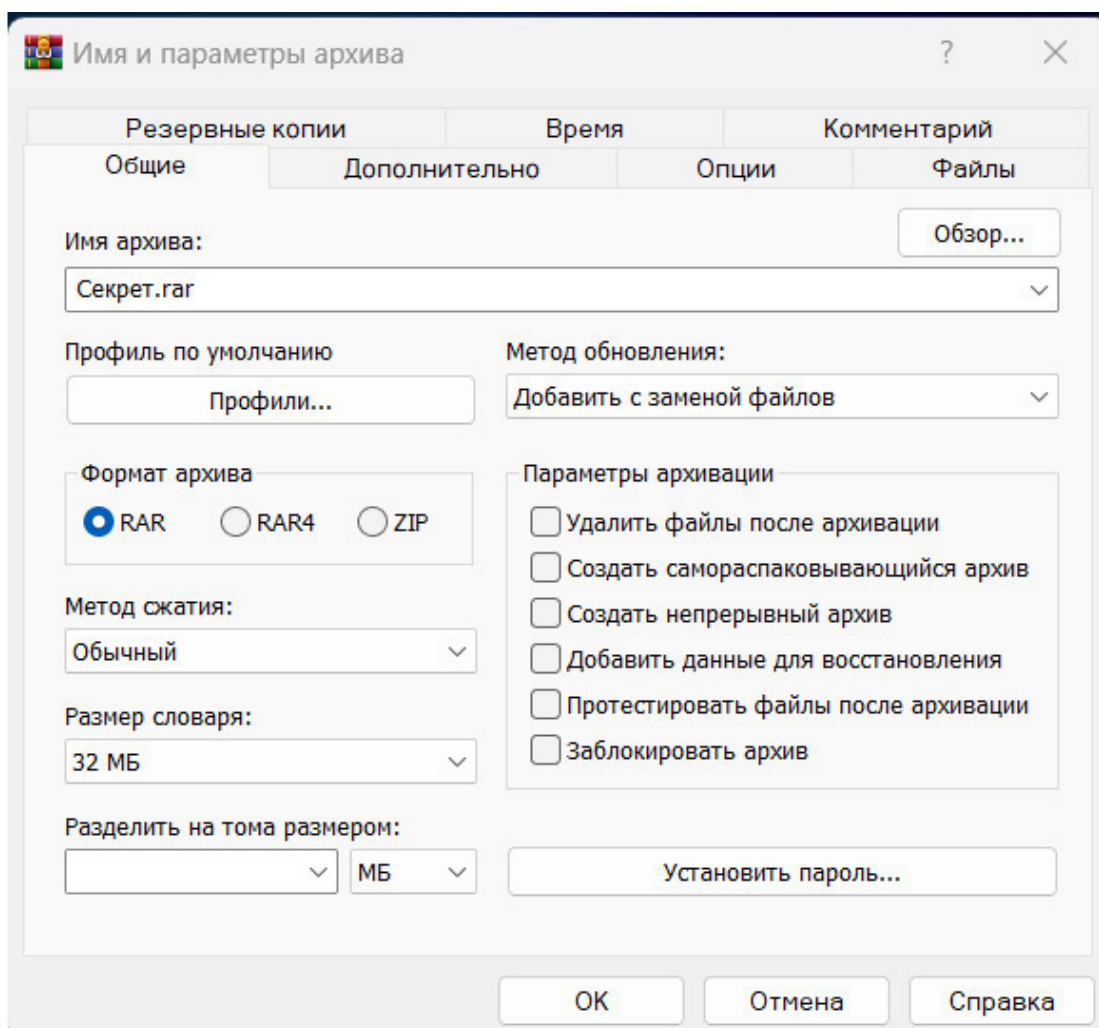 Имя и параметры архива
?
Резервные копии Время Комментарий
Общие Дополнительно Опции Файлы
Обзор...
Имя архива:
Секрет.rar
Профиль по умолчанию
Профили...
Метод обновления:
Добавить с заменой файлов
Формат архива
RAR RAR4 ZIP
Параметры архивации
Удалить файлы после архивации
Создать самораспаковывающийся архив
Создать непрерывный архив
Добавить данные для восстановления
Протестировать файлы после архивации
Заблокировать архив
Метод сжатия:
Обычный
Размер словаря:
32 МБ
Разделить на тома размером:
МБ
Установить пароль...
ОК Отмена Справка